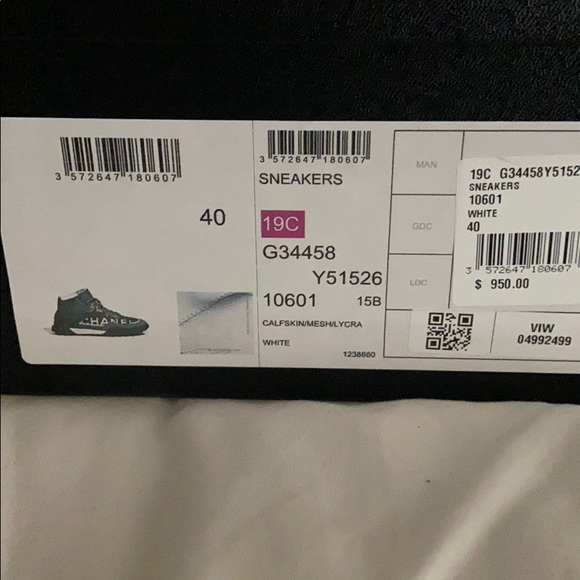 3 572647 180607
40
CHANEL
3 572647 180607
SNEAKERS
19C
G34458
Y51526
10601 15B
CALFSKIN/MESH/LYCRA
WHITE
1236660
MAN
GDC
LOC
VIW
04992499
19C G34458Y5152
SNEAKERS
10601
WHITE
40
3 572647 180607
$ 950.00